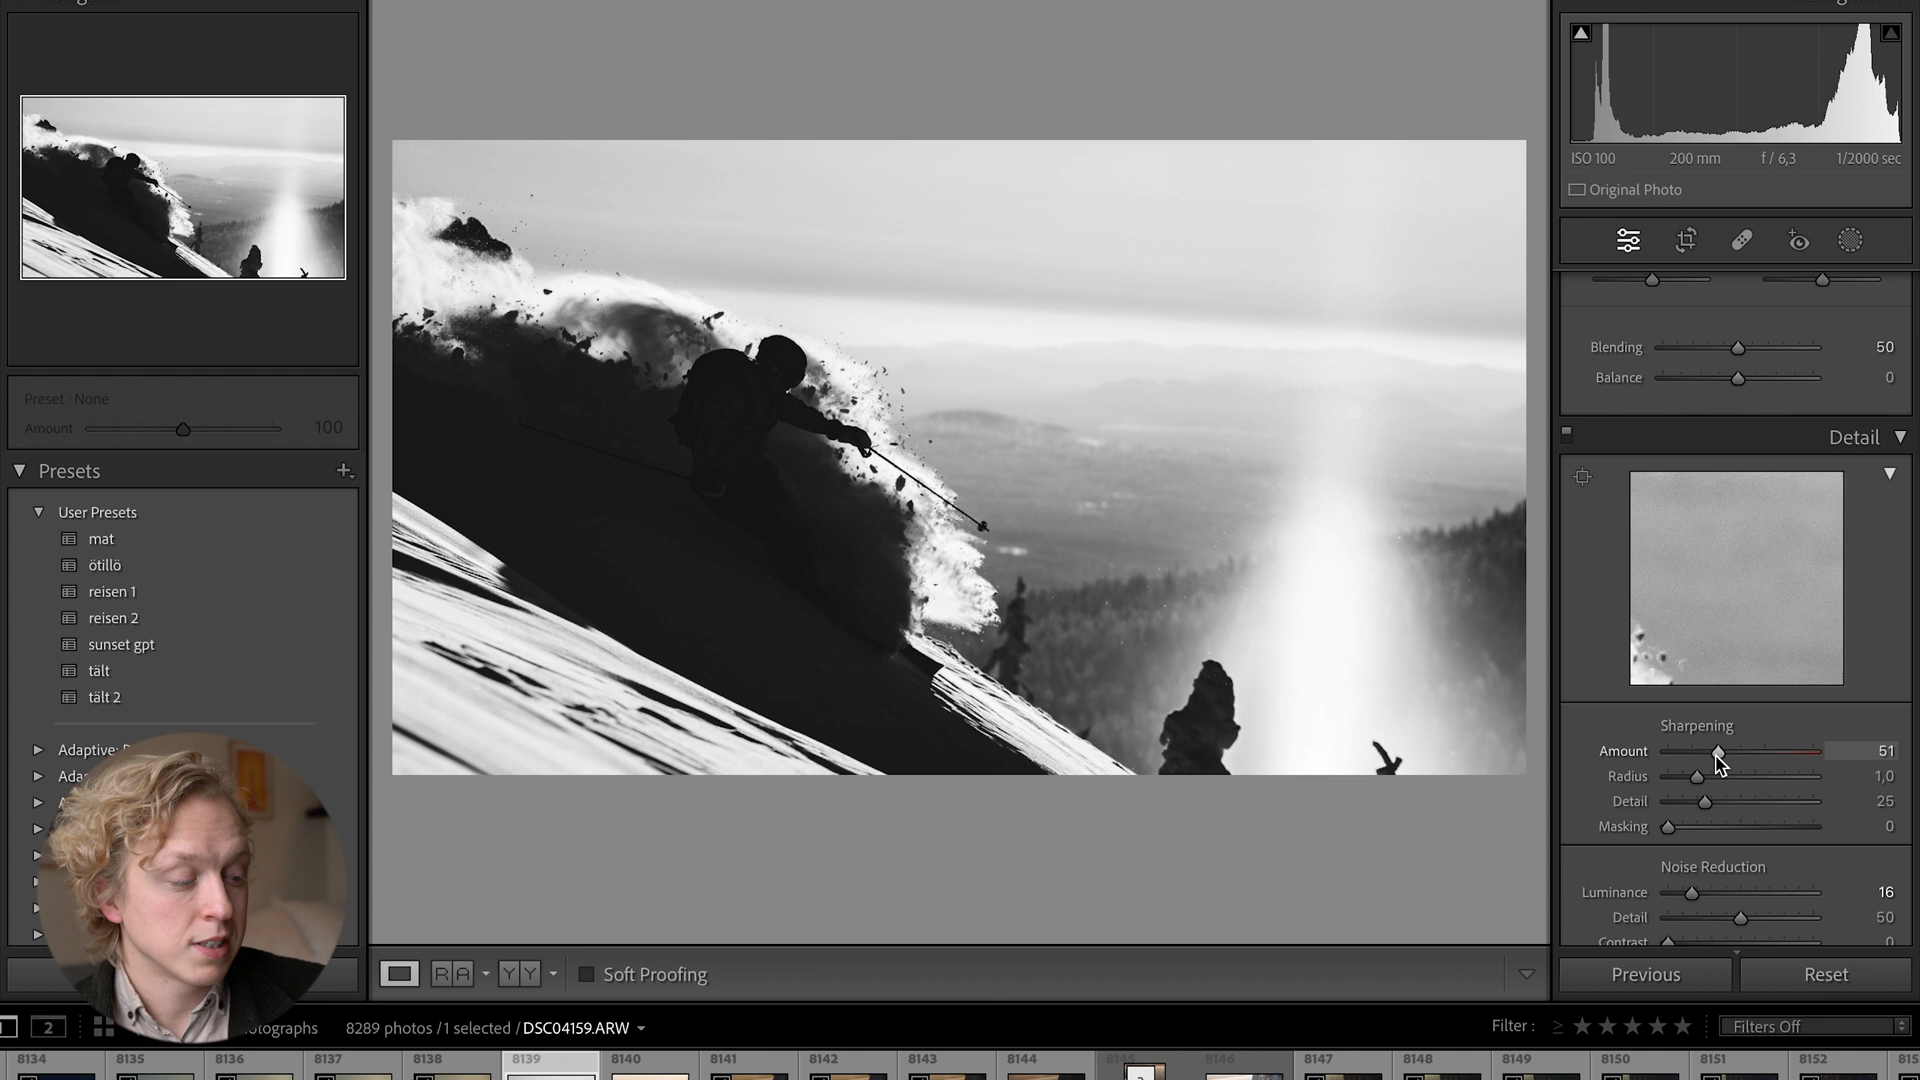 ISO 100 200 mm f / 6,3 1/2000 sec
Original Photo
Blending 50
Balance 0
Detail
Preset : None
Amount 100
Presets
User Presets
mat
ötillö
reisen 1
reisen 2
sunset gpt
tält
tält 2
Adaptive:
Sharpening
Amount 51
Radius 1,0
Detail 25
Masking 0
Noise Reduction
Luminance 16
Detail 50
Contrast 0
R A Y Y Soft Proofing
Previous Reset
2 8289 photos /1 selected /DSC04159.ARW
Filter : ≥ ★ ★ ★ ★ ★ Filters Off
8134 8135 8136 8137 8138 8139 8140 8141 8142 8143 8144 8145 8146 8147 8148 8149 8150 8151 8152